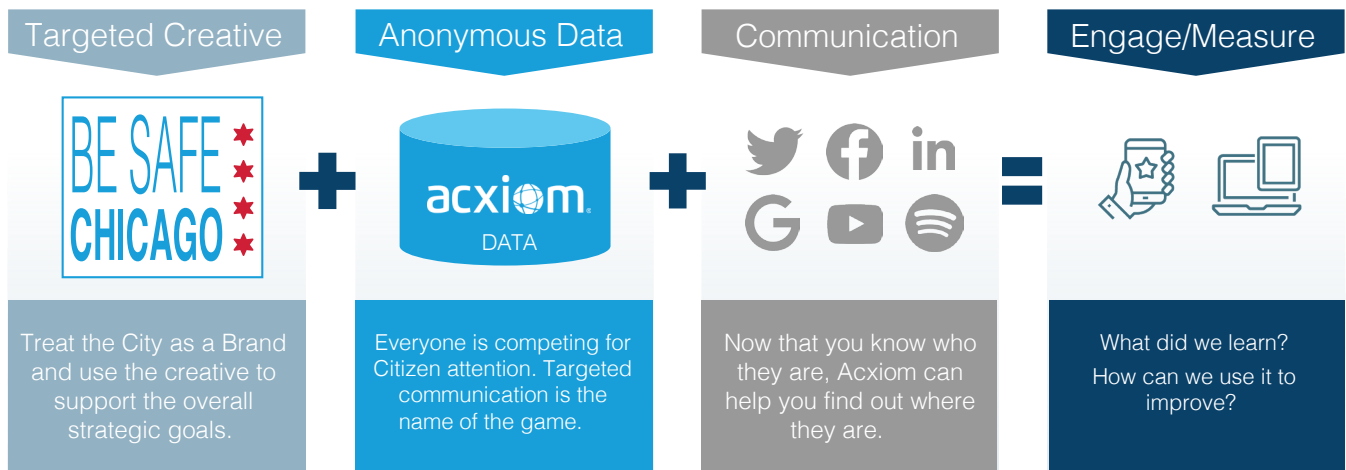 Targeted Creative
Anonymous Data
Communication
Engage/Measure
BE SAFE
CHICAGO
acxiom®
DATA
in
G
Treat the City as a Brand
and use the creative to
support the overall
strategic goals.
Everyone is competing for
Citizen attention. Targeted
communication is the
name of the game.
Now that you know who
they are, Acxiom can
help you find out where
they are.
What did we learn?
How can we use it to
improve?